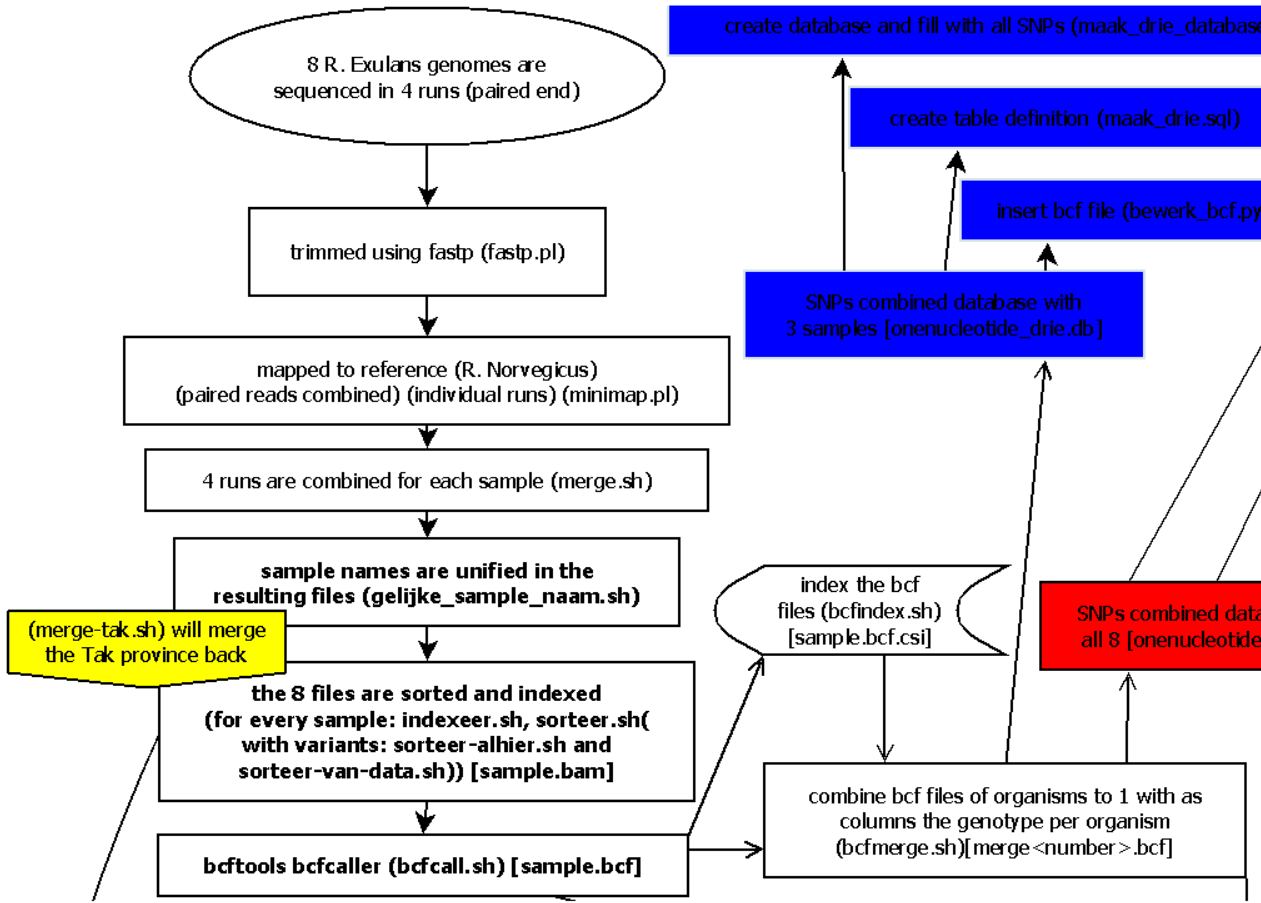 8 R. Exulans genomes are
sequenced in 4 runs (paired end)
trimmed using fastp (fastp.pl)
mapped to reference (R. Norvegicus)
(paired reads combined) (individual runs) (minimap.pl)
4 runs are combined for each sample (merge.sh)
sample names are unified in the
resulting files (gelijke_sample_naam.sh)
(merge-tak.sh) will merge
the Tak province back
the 8 files are sorted and indexed
(for every sample: indexeer.sh, sorteer.sh(
with variants: sorteer-alhier.sh and
sorteer-van-data.sh)) [sample.bam]
bcftools bcfcaller (bcfcall.sh) [sample.bcf]
create database and fill with all SNPs (maak_drie_database
create table definition (maak_drie.sql)
insert bcf file (bewerk_bcf.py
SNPs combined database with
3 samples [onenucleotide_drie.db]
index the bcf
files (bcfindex.sh)
[sample.bcf.csi]
SNPs combined data
all 8 [onenucleotide
combine bcf files of organisms to 1 with as
columns the genotype per organism
(bcfmerge.sh)[merge<number>.bcf]